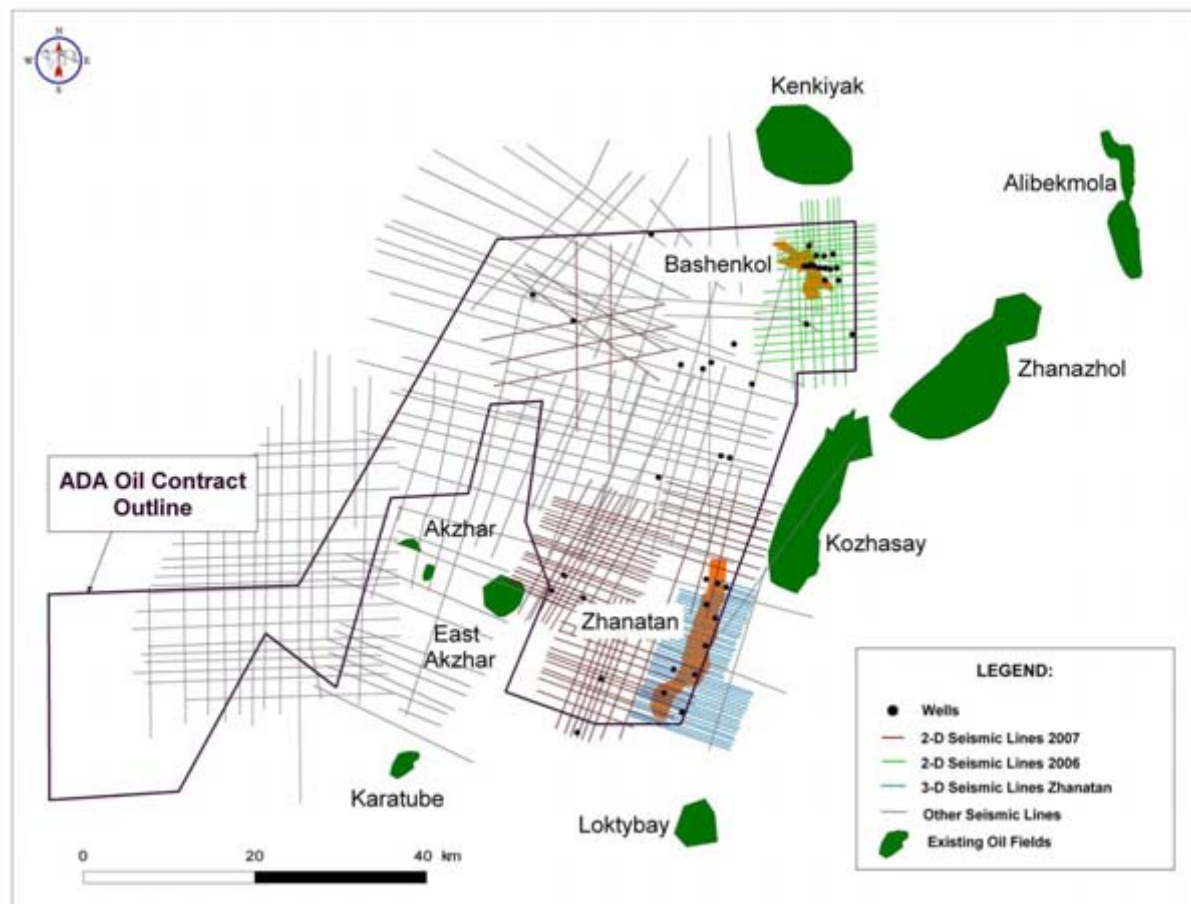 N
W
E
S
Kenkiyak
Alibekmola
Bashenkol
Zhanazhol
ADA Oil Contract
Outline
Akzhar
Kozhasay
Zhanatan
East
Akzhar
LEGEND:
Wells
2-D Seismic Lines 2007
2-D Seismic Lines 2006
3-D Seismic Lines Zhanatan
Other Seismic Lines
Existing Oil Fields
Karatube
Loktybay
0 20 40 km